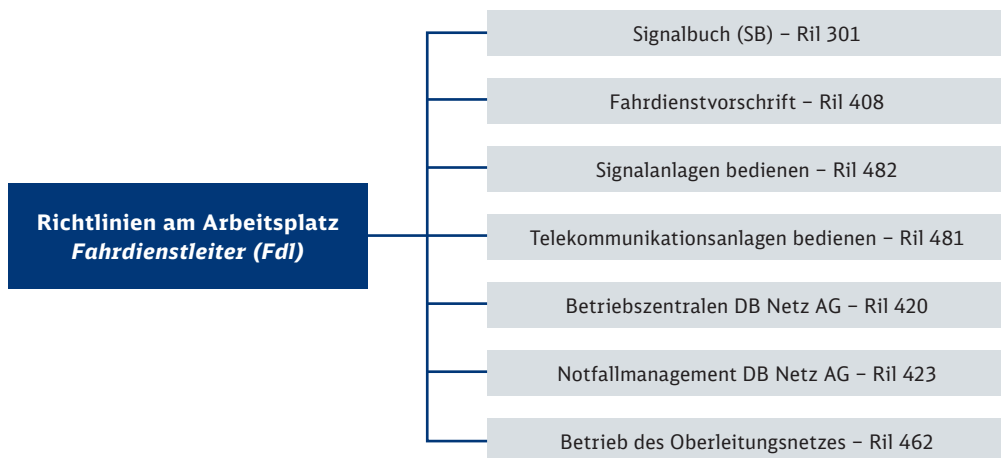 Richtlinien am Arbeitsplatz
Fahrdienstleiter (Fdl)
Signalbuch (SB) – Ril 301
Fahrdienstvorschrift – Ril 408
Signalanlagen bedienen – Ril 482
Telekommunikationsanlagen bedienen – Ril 481
Betriebszentralen DB Netz AG – Ril 420
Notfallmanagement DB Netz AG – Ril 423
Betrieb des Oberleitungsnetzes – Ril 462